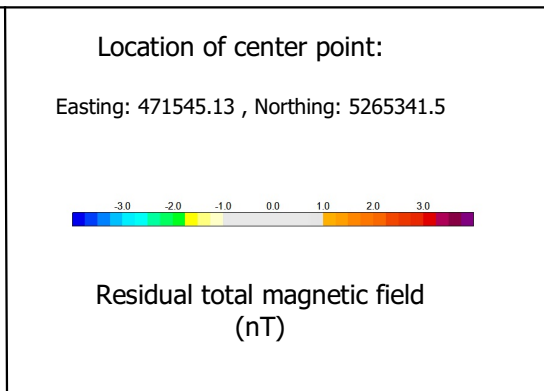 Location of center point:
Easting: 471545.13 , Northing: 5265341.5
-3.0 -2.0 -1.0 0.0 1.0 2.0 3.0
Residual total magnetic field
(nT)